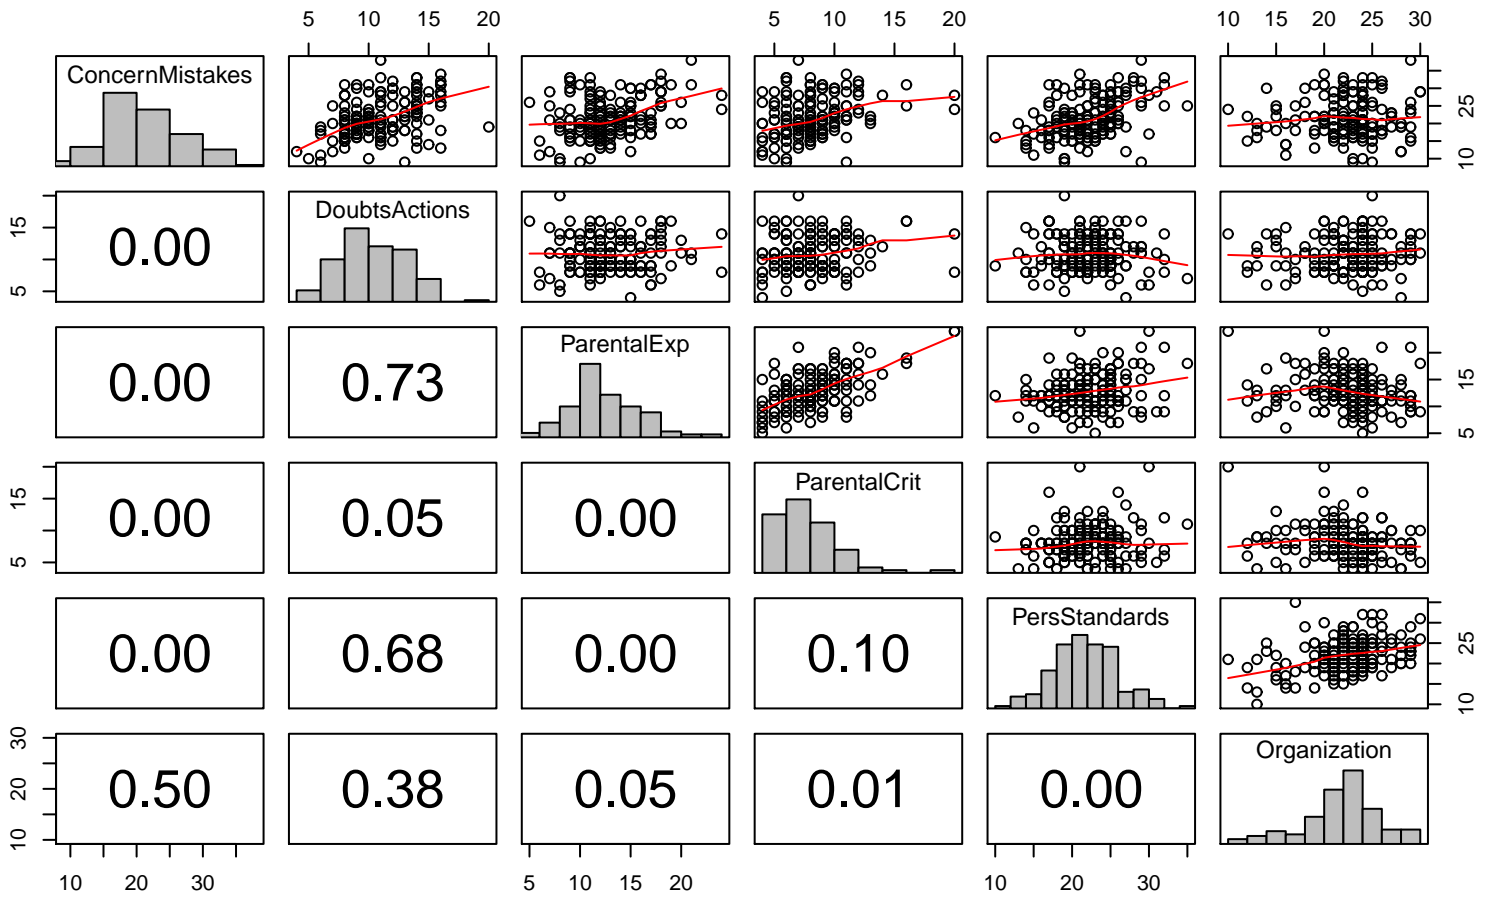 5 10 15 20 5 10 15 20 10 15 20 25 30
ConcernMistakes
10 25
DoubtsActions
5 15
0.00
ParentalExp
5 15
0.00 0.73
ParentalCrit
5 15
0.00 0.05 0.00
PersStandards
10 25
0.00 0.68 0.00 0.10
Organization
10 20 30
0.50 0.38 0.05 0.01 0.00
10 20 30 5 10 15 20 10 20 30